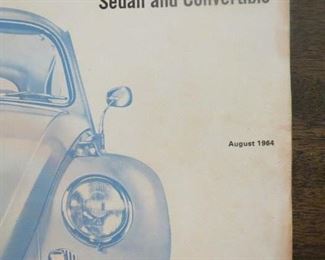 Sedan and Convertible
August 1964